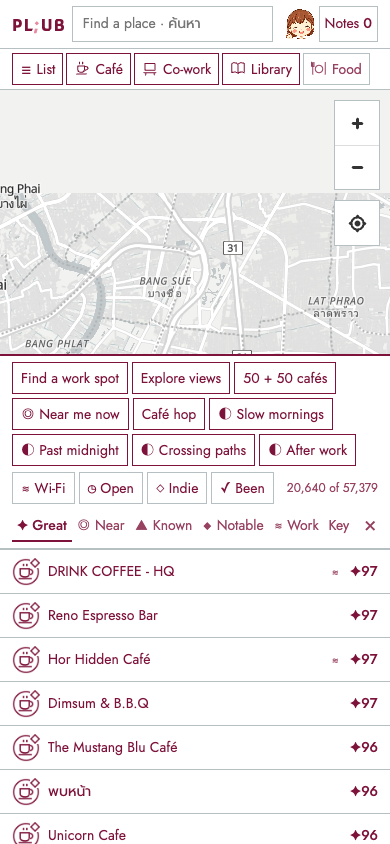 PL;UB Find a place · ค้นหา Notes 0
≡ List Café Co-work Library Food
+
−
ng Phai
บางไผ่
31
ai
BANG SUE
บางซื่อ
LAT PHRAO
ลาดพร้าว
BANG PHLAT
Find a work spot Explore views 50 + 50 cafés
◎ Near me now Café hop ◐ Slow mornings
◐ Past midnight ◐ Crossing paths ◐ After work
≈ Wi-Fi ◷ Open ◇ Indie ✓ Been 20,640 of 57,379
✦ Great ◎ Near ▲ Known ◆ Notable ≈ Work Key ✕
DRINK COFFEE - HQ ≈ ✦97
Reno Espresso Bar ✦97
Hor Hidden Café ≈ ✦97
Dimsum & B.B.Q ✦97
The Mustang Blu Café ✦96
พบหน้า ✦96
Unicorn Cafe ✦96